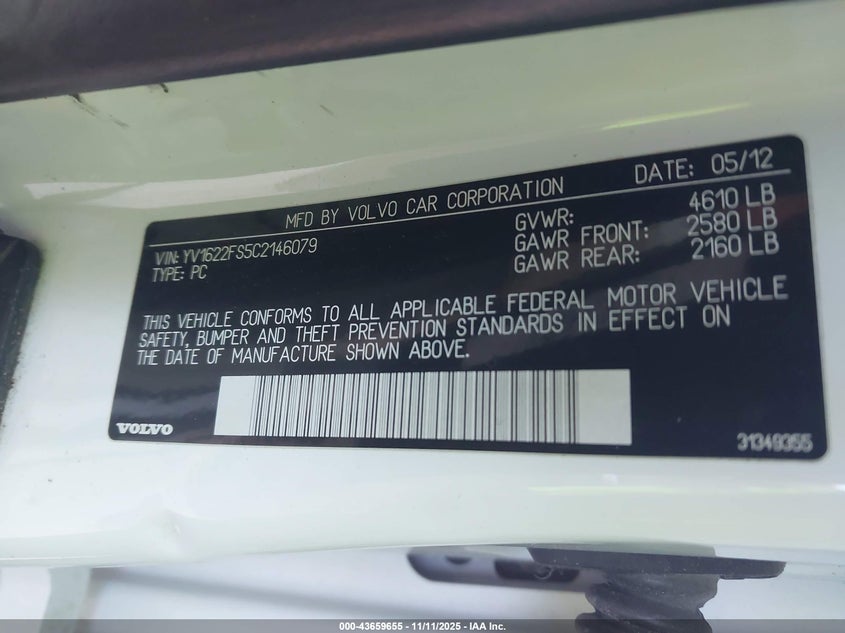 MFD BY VOLVO CAR CORPORATION
DATE: 05/12
VIN: YV1622FS5C2146079
TYPE: PC
GVWR: 4610 LB
GAWR FRONT: 2580 LB
GAWR REAR: 2160 LB
THIS VEHICLE CONFORMS TO ALL APPLICABLE FEDERAL MOTOR VEHICLE
SAFETY, BUMPER AND THEFT PREVENTION STANDARDS IN EFFECT ON
THE DATE OF MANUFACTURE SHOWN ABOVE.
VOLVO
31349355
000-43659655 - 11/11/2025 - IAA Inc.